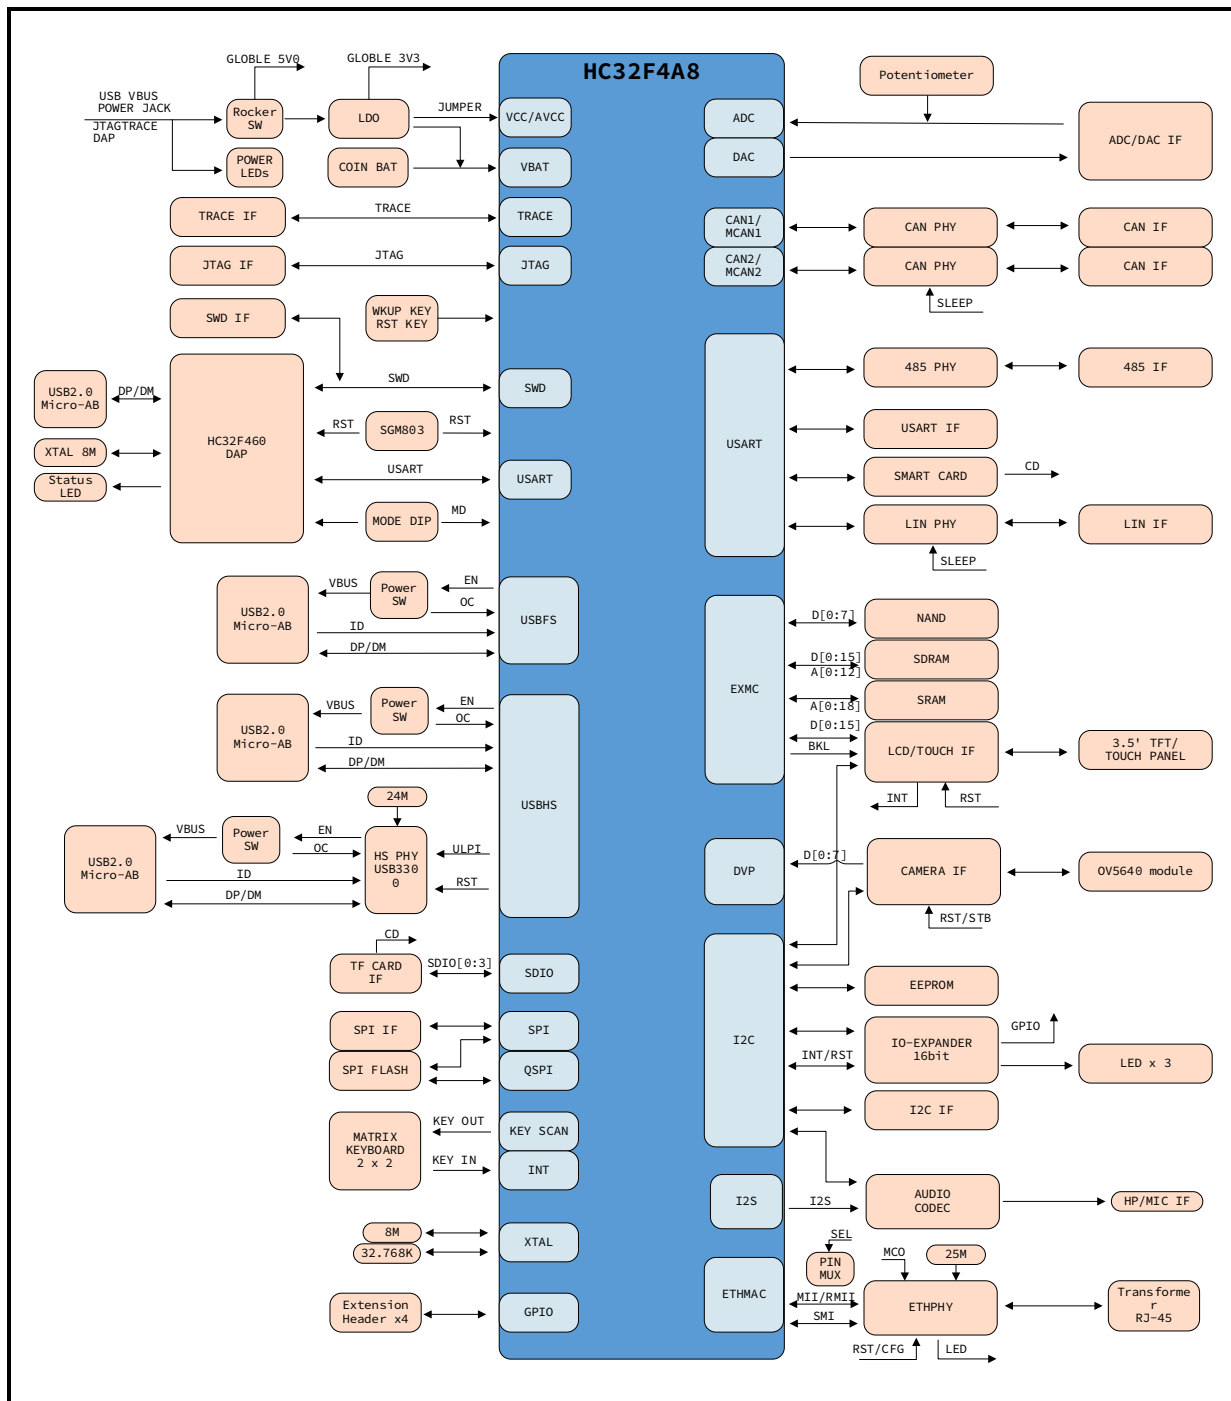 HC32F4A8
GLOBLE 5V0
GLOBLE 3V3
USB VBUS
POWER JACK
JTAGTRACE
DAP
Rocker
SW
LDO
JUMPER
VCC/AVCC
POWER
LEDs
COIN BAT
VBAT
TRACE IF
TRACE
TRACE
JTAG IF
JTAG
JTAG
SWD IF
WKUP KEY
RST KEY
USB2.0
Micro-AB
DP/DM
HC32F460
DAP
SWD
SWD
RST
SGM803
RST
XTAL 8M
Status
LED
USART
USART
MODE DIP
MD
USB2.0
Micro-AB
VBUS
Power
SW
EN
OC
ID
DP/DM
USBFS
USB2.0
Micro-AB
VBUS
Power
SW
EN
OC
ID
DP/DM
USBHS
24M
USB2.0
Micro-AB
VBUS
Power
SW
EN
OC
ID
DP/DM
HS PHY
USB330
0
ULPI
RST
CD
TF CARD
IF
SDIO[0:3]
SDIO
SPI IF
SPI
SPI FLASH
QSPI
MATRIX
KEYBOARD
2 x 2
KEY OUT
KEY SCAN
KEY IN
INT
8M
32.768K
XTAL
Extension
Header x4
GPIO
Potentiometer
ADC
DAC
ADC/DAC IF
CAN1/
MCAN1
CAN PHY
CAN IF
CAN2/
MCAN2
CAN PHY
CAN IF
SLEEP
USART
485 PHY
485 IF
USART IF
SMART CARD
CD
LIN PHY
LIN IF
SLEEP
EXMC
D[0:7]
NAND
D[0:15]
A[0:12]
SDRAM
SRAM
A[0:18]
D[0:15]
BKL
LCD/TOUCH IF
3.5' TFT/
TOUCH PANEL
INT
RST
DVP
D[0:7]
CAMERA IF
OV5640 module
RST/STB
I2C
EEPROM
IO-EXPANDER
16bit
GPIO
INT/RST
LED x 3
I2C IF
I2S
I2S
AUDIO
CODEC
HP/MIC IF
SEL
PIN
MUX
MCO
25M
ETHMAC
MII/RMII
SMI
ETHPHY
Transforme
r
RJ-45
RST/CFG
LED